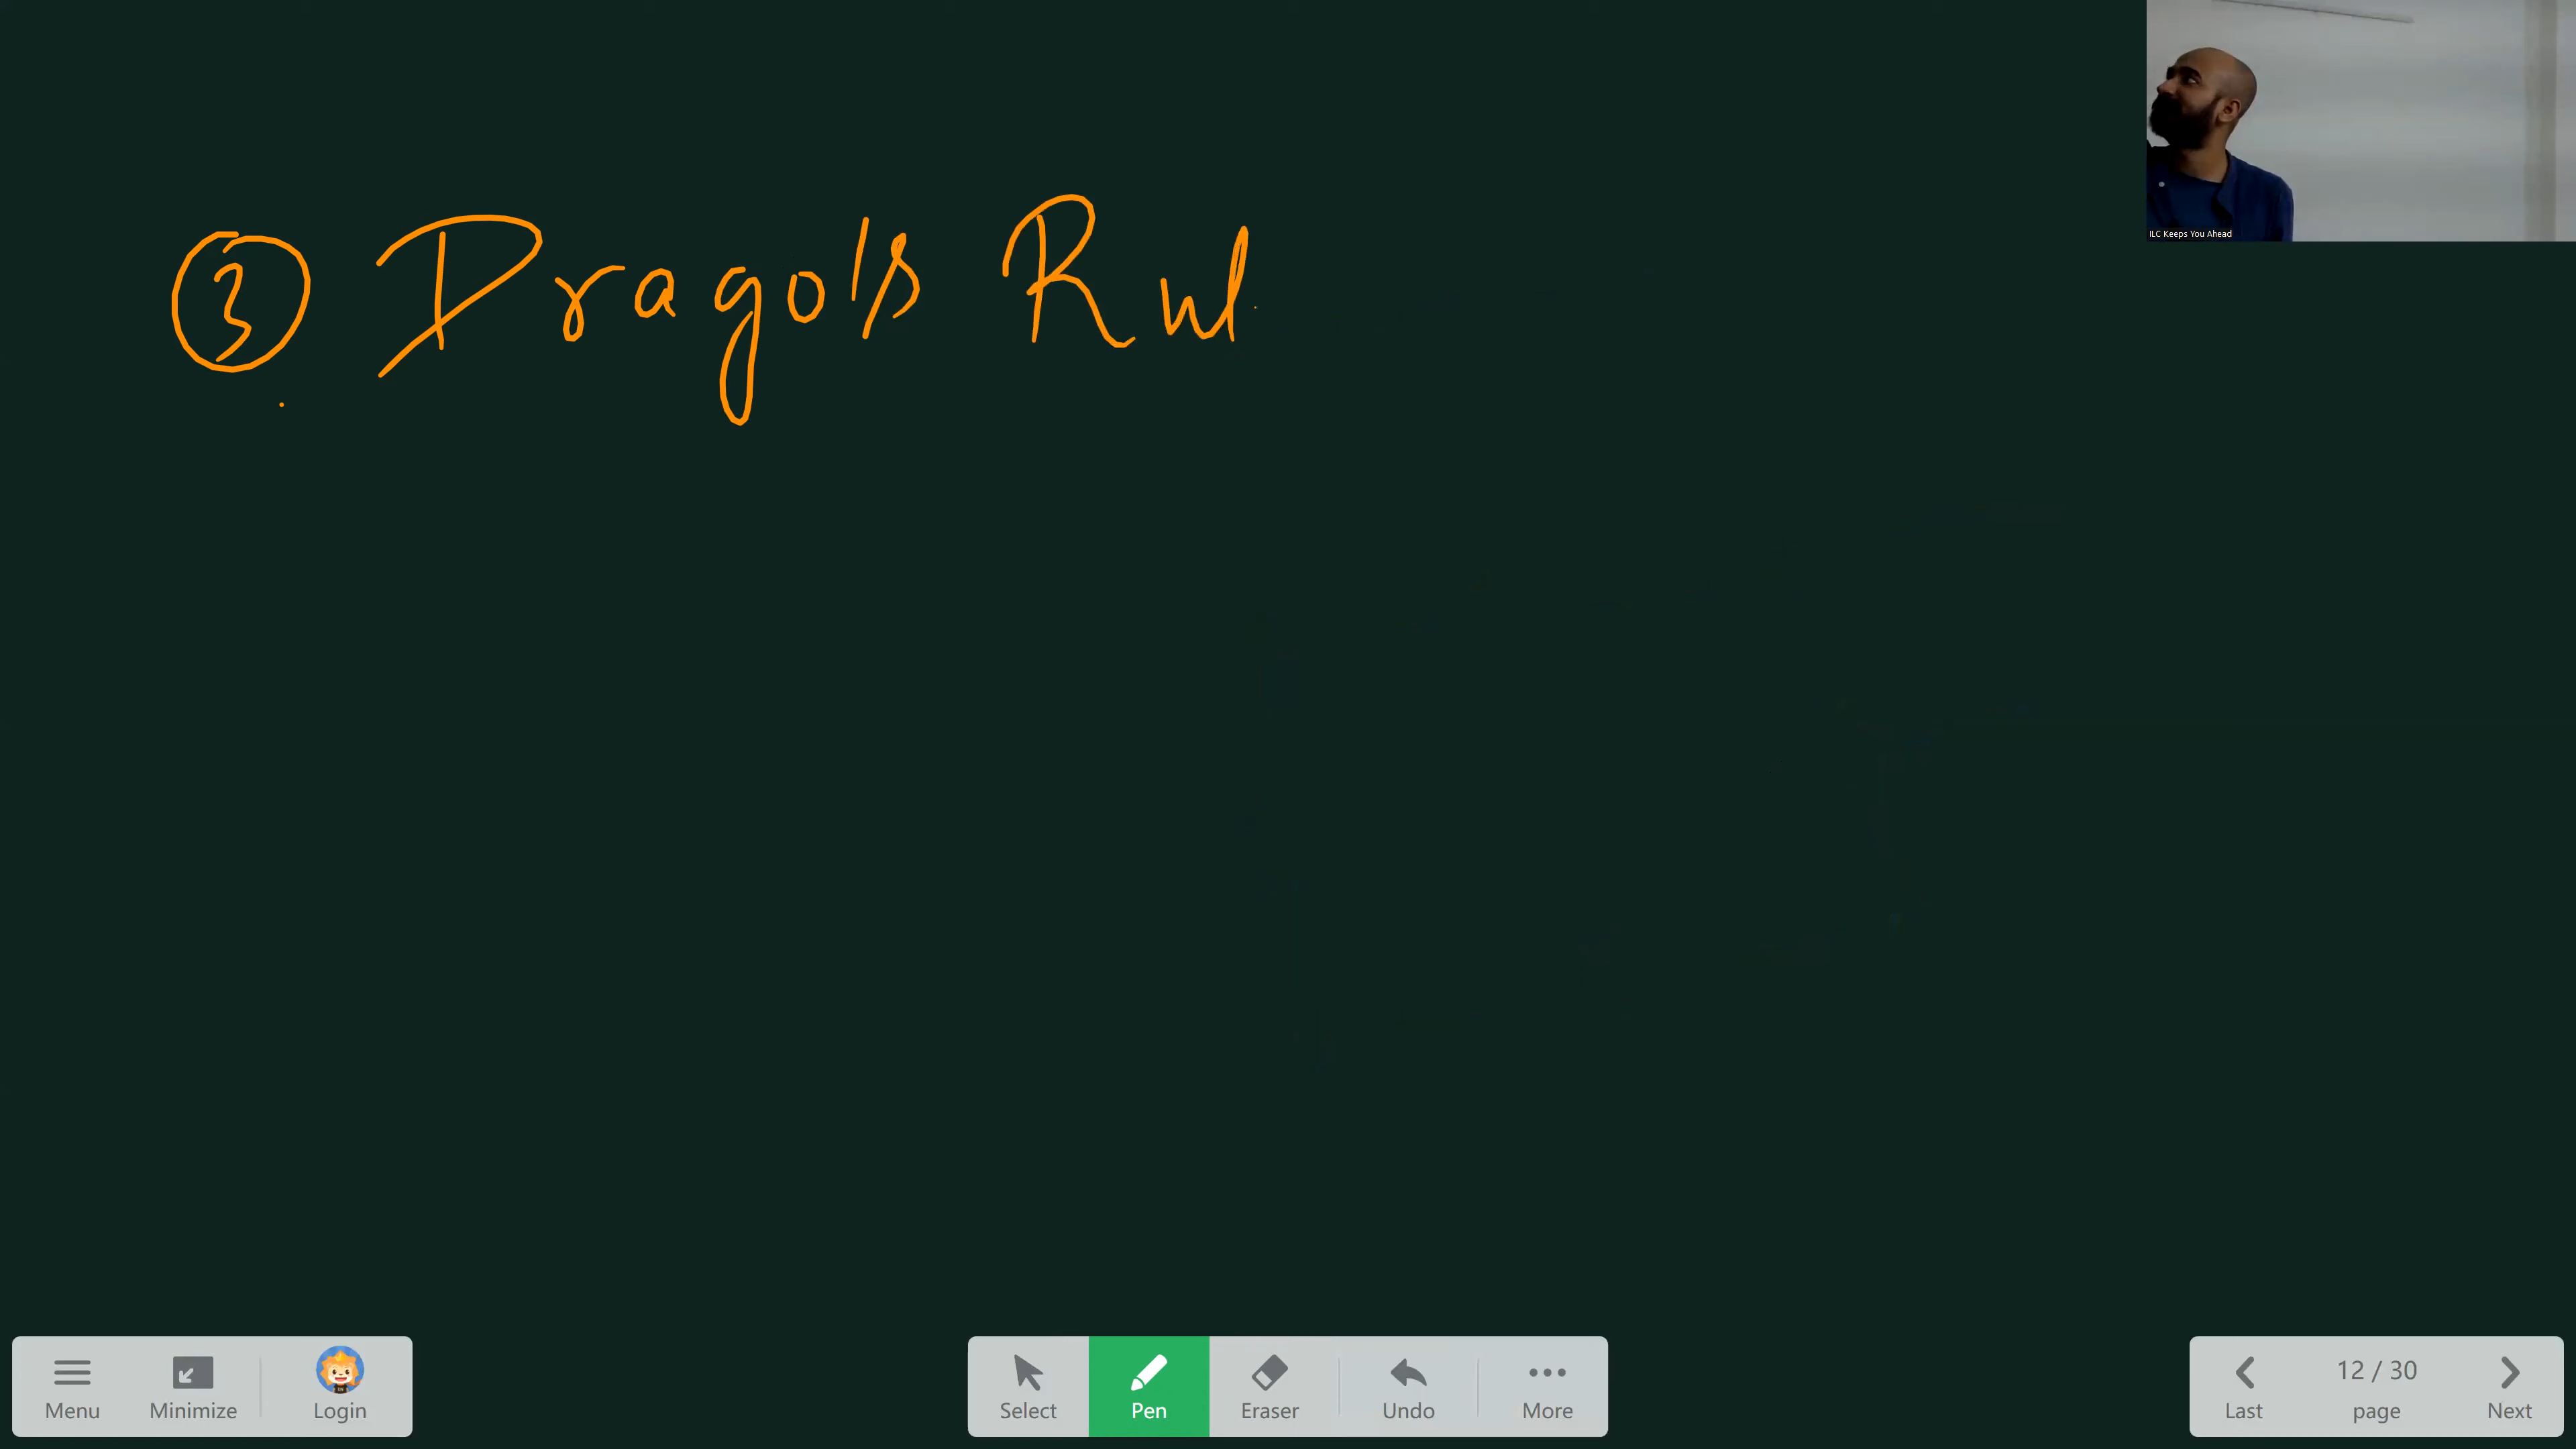 ILC Keeps You Ahead
③ Drago's Rul
Menu Minimize Login Select Pen Eraser Undo More Last 12 / 30 page Next